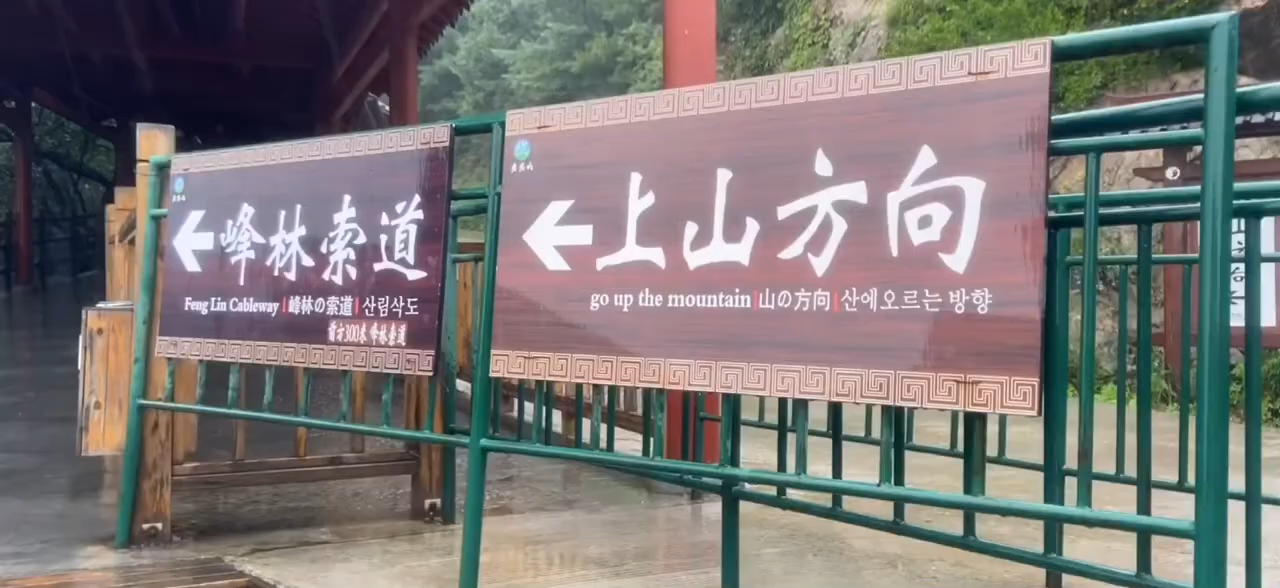 峰林索道
Feng Lin Cableway | 峰林の索道 | 산림삭도
前方300米 峰林索道
上山方向
go up the mountain | 山の方向 | 산에오르는 방향